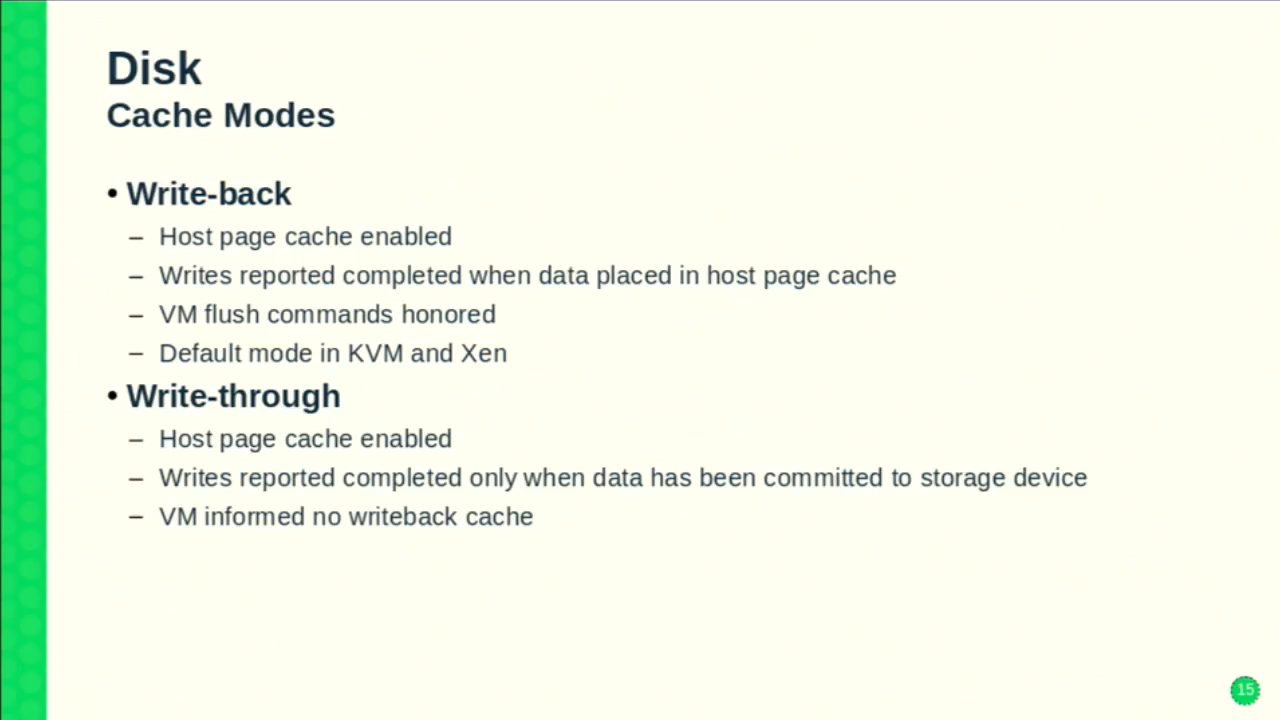 Disk
Cache Modes
• Write-back
– Host page cache enabled
– Writes reported completed when data placed in host page cache
– VM flush commands honored
– Default mode in KVM and Xen
• Write-through
– Host page cache enabled
– Writes reported completed only when data has been committed to storage device
– VM informed no writeback cache
15